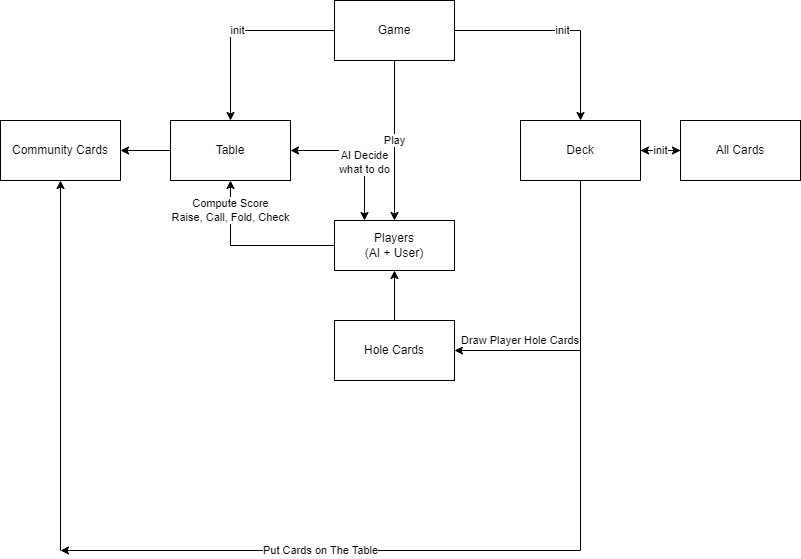 Game
init
init
Community Cards
Table
Play
AI Decide
what to do
Deck
init
All Cards
Compute Score
Raise, Call, Fold, Check
Players
(AI + User)
Hole Cards
Draw Player Hole Cards
Put Cards on The Table